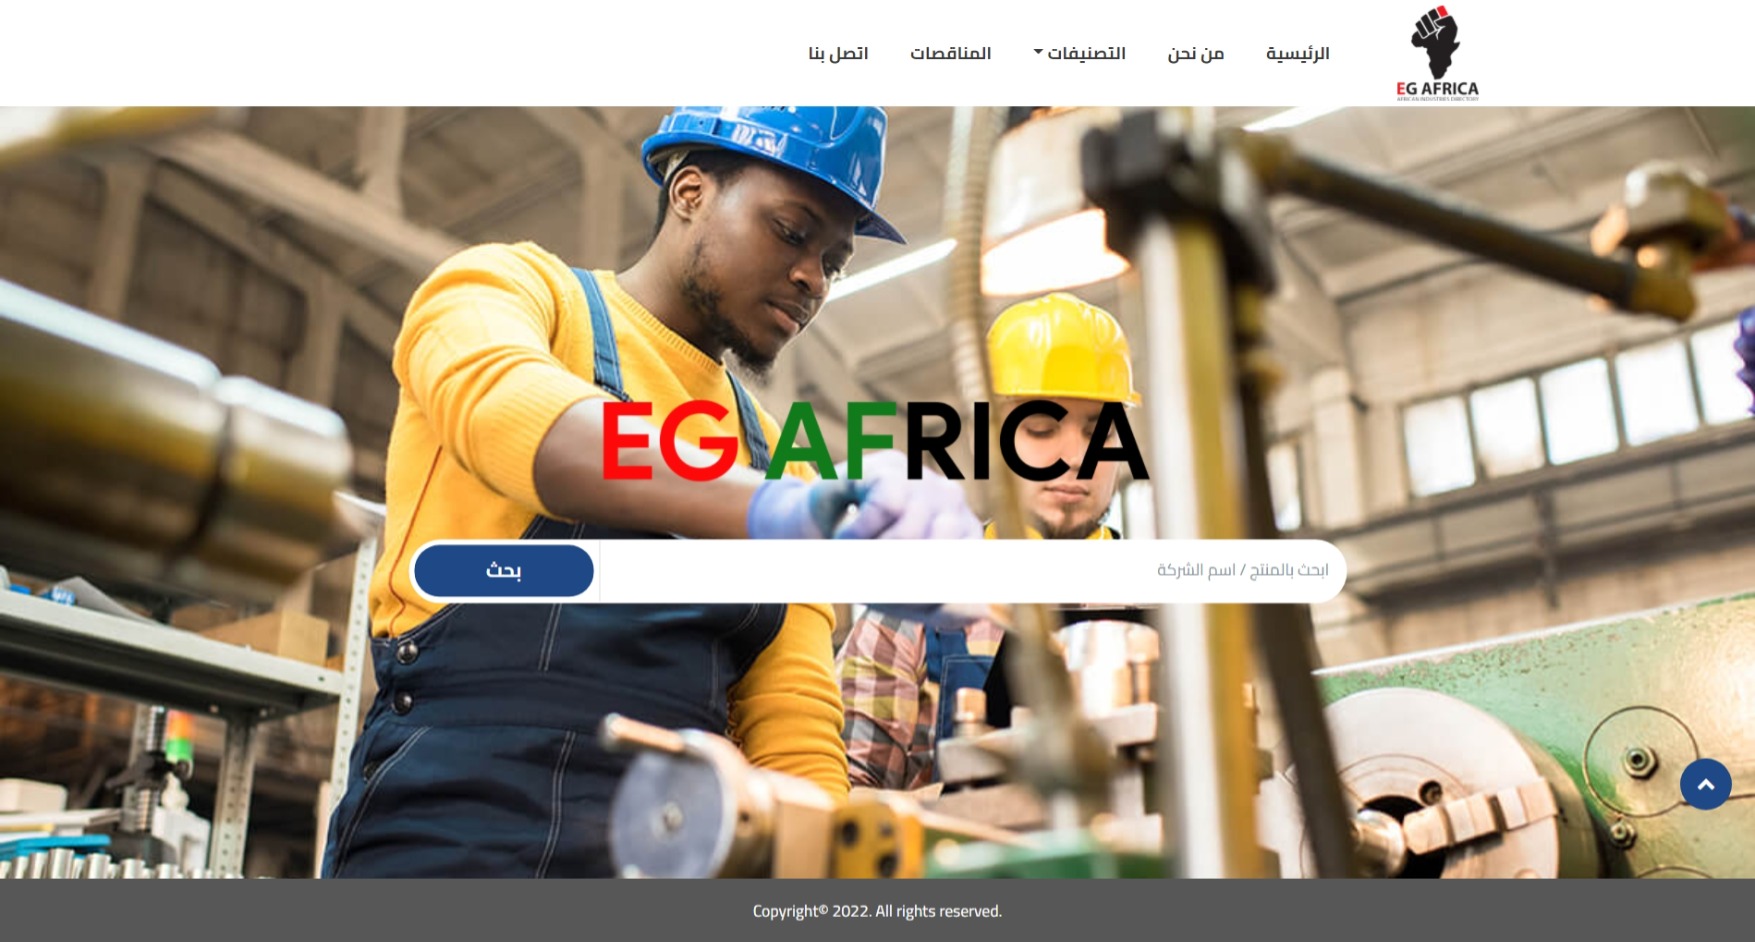 EG AFRICA
AFRICAN INDUSTRIES DIRECTORY
الرئيسية
من نحن
التصنيفات
المناقصات
اتصل بنا
EG AFRICA
ابحث بالمنتج / اسم الشركة
بحث
Copyright© 2022. All rights reserved.